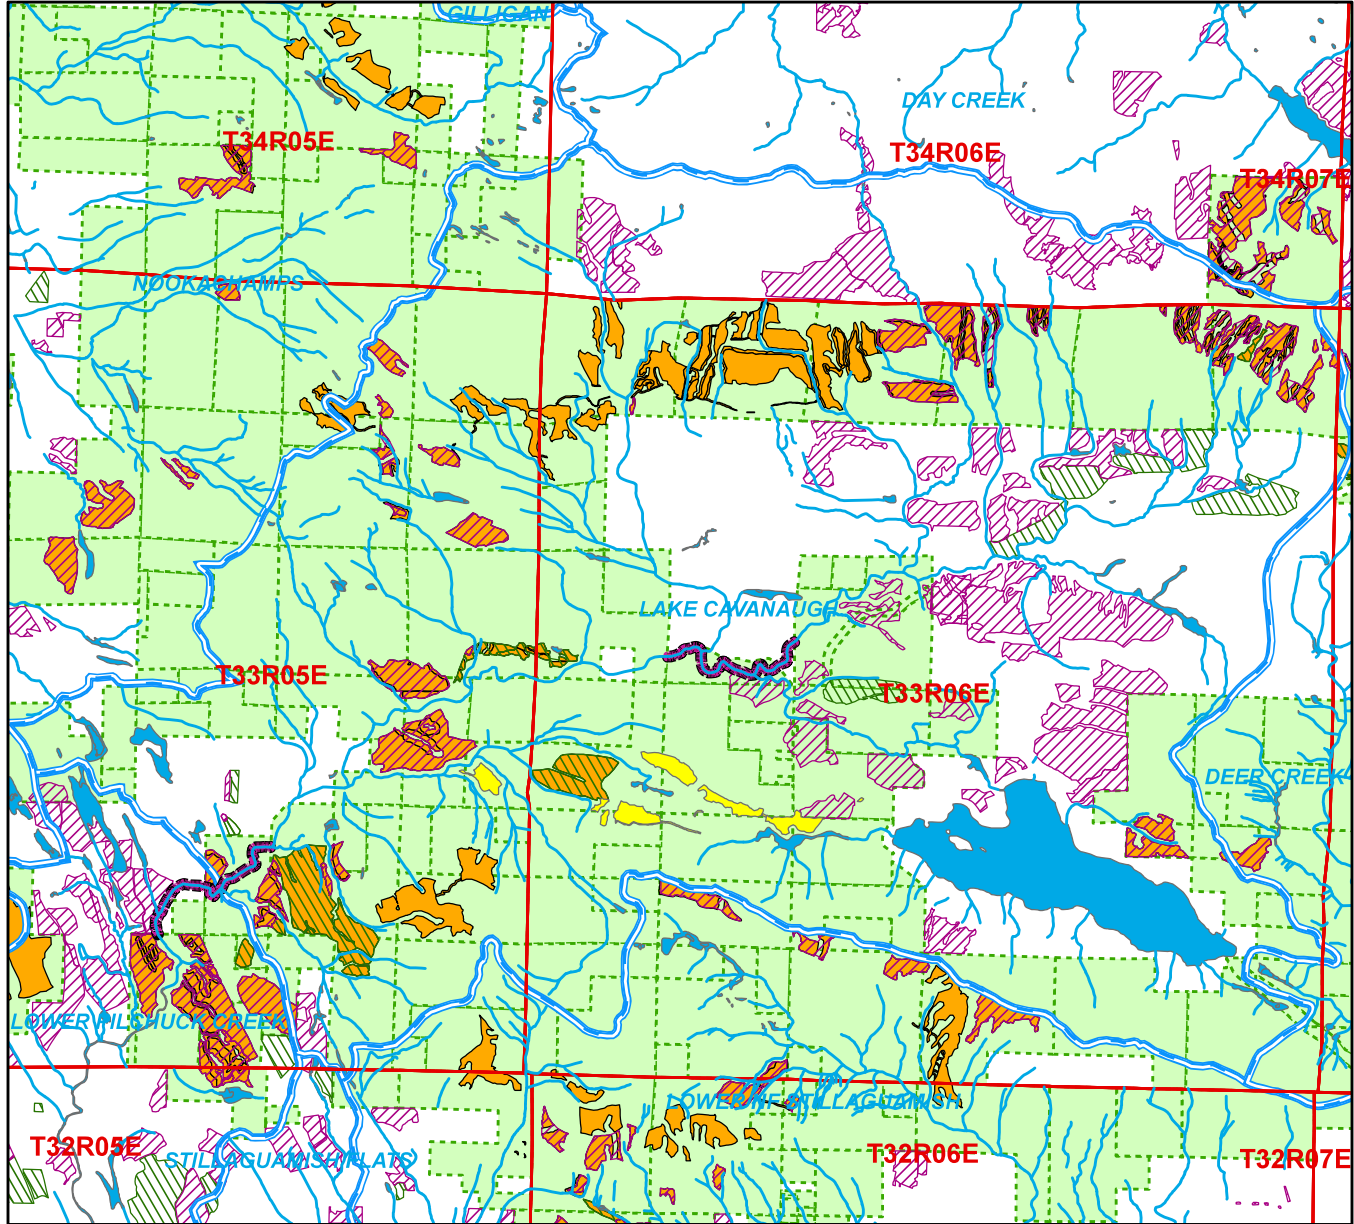 GILLIGAN
DAY CREEK
T34R05E
T34R06E
T34R07E
NOOKACHAMPS
LAKE CAVANAUGH
T33R05E
T33R06E
DEER CREEK
LOWER PILSHUCK CREEK
LOWER NF STILLAGUAMISH
T32R05E
STILLAGUAMISH FLATS
T32R06E
T32R07E